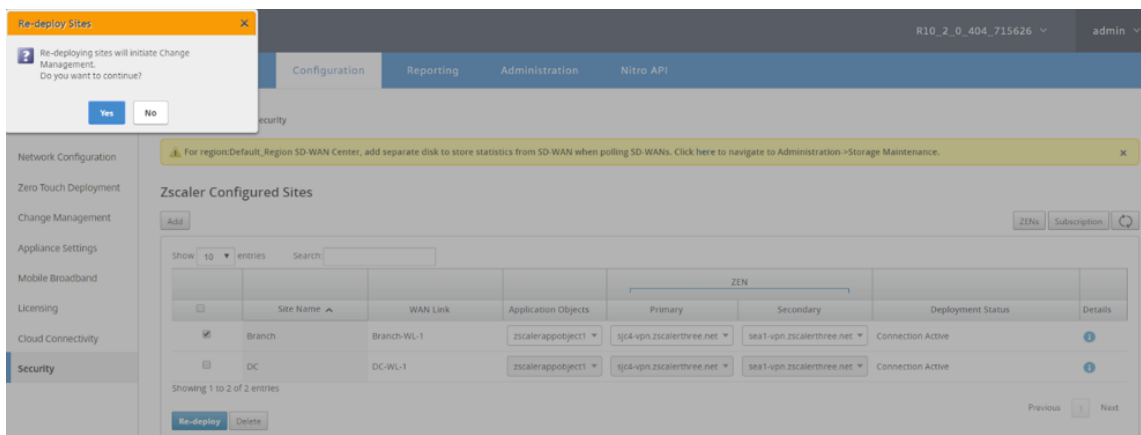 Re-deploy Sites
Re-deploying sites will initiate Change
Management.
Do you want to continue?
Yes No
R10_2_0_404_715626 admin
Configuration Reporting Administration Nitro API
ecurity
Network Configuration
Zero Touch Deployment
Change Management
Appliance Settings
Mobile Broadband
Licensing
Cloud Connectivity
Security
For region:Default_Region SD-WAN Center, add separate disk to store statistics from SD-WAN when polling SD-WANs. Click here to navigate to Administration->Storage Maintenance.
Zscaler Configured Sites
Add ZENs Subscription
Show 10 entries Search:
ZEN
Site Name WAN Link Application Objects Primary Secondary Deployment Status Details
Branch Branch-WL-1 zscalerappobject1 sjc4-vpn.zscalerthree.net sea1-vpn.zscalerthree.net Connection Active
DC DC-WL-1 zscalerappobject1 sjc4-vpn.zscalerthree.net sea1-vpn.zscalerthree.net Connection Active
Showing 1 to 2 of 2 entries
Previous 1 Next
Re-deploy Delete